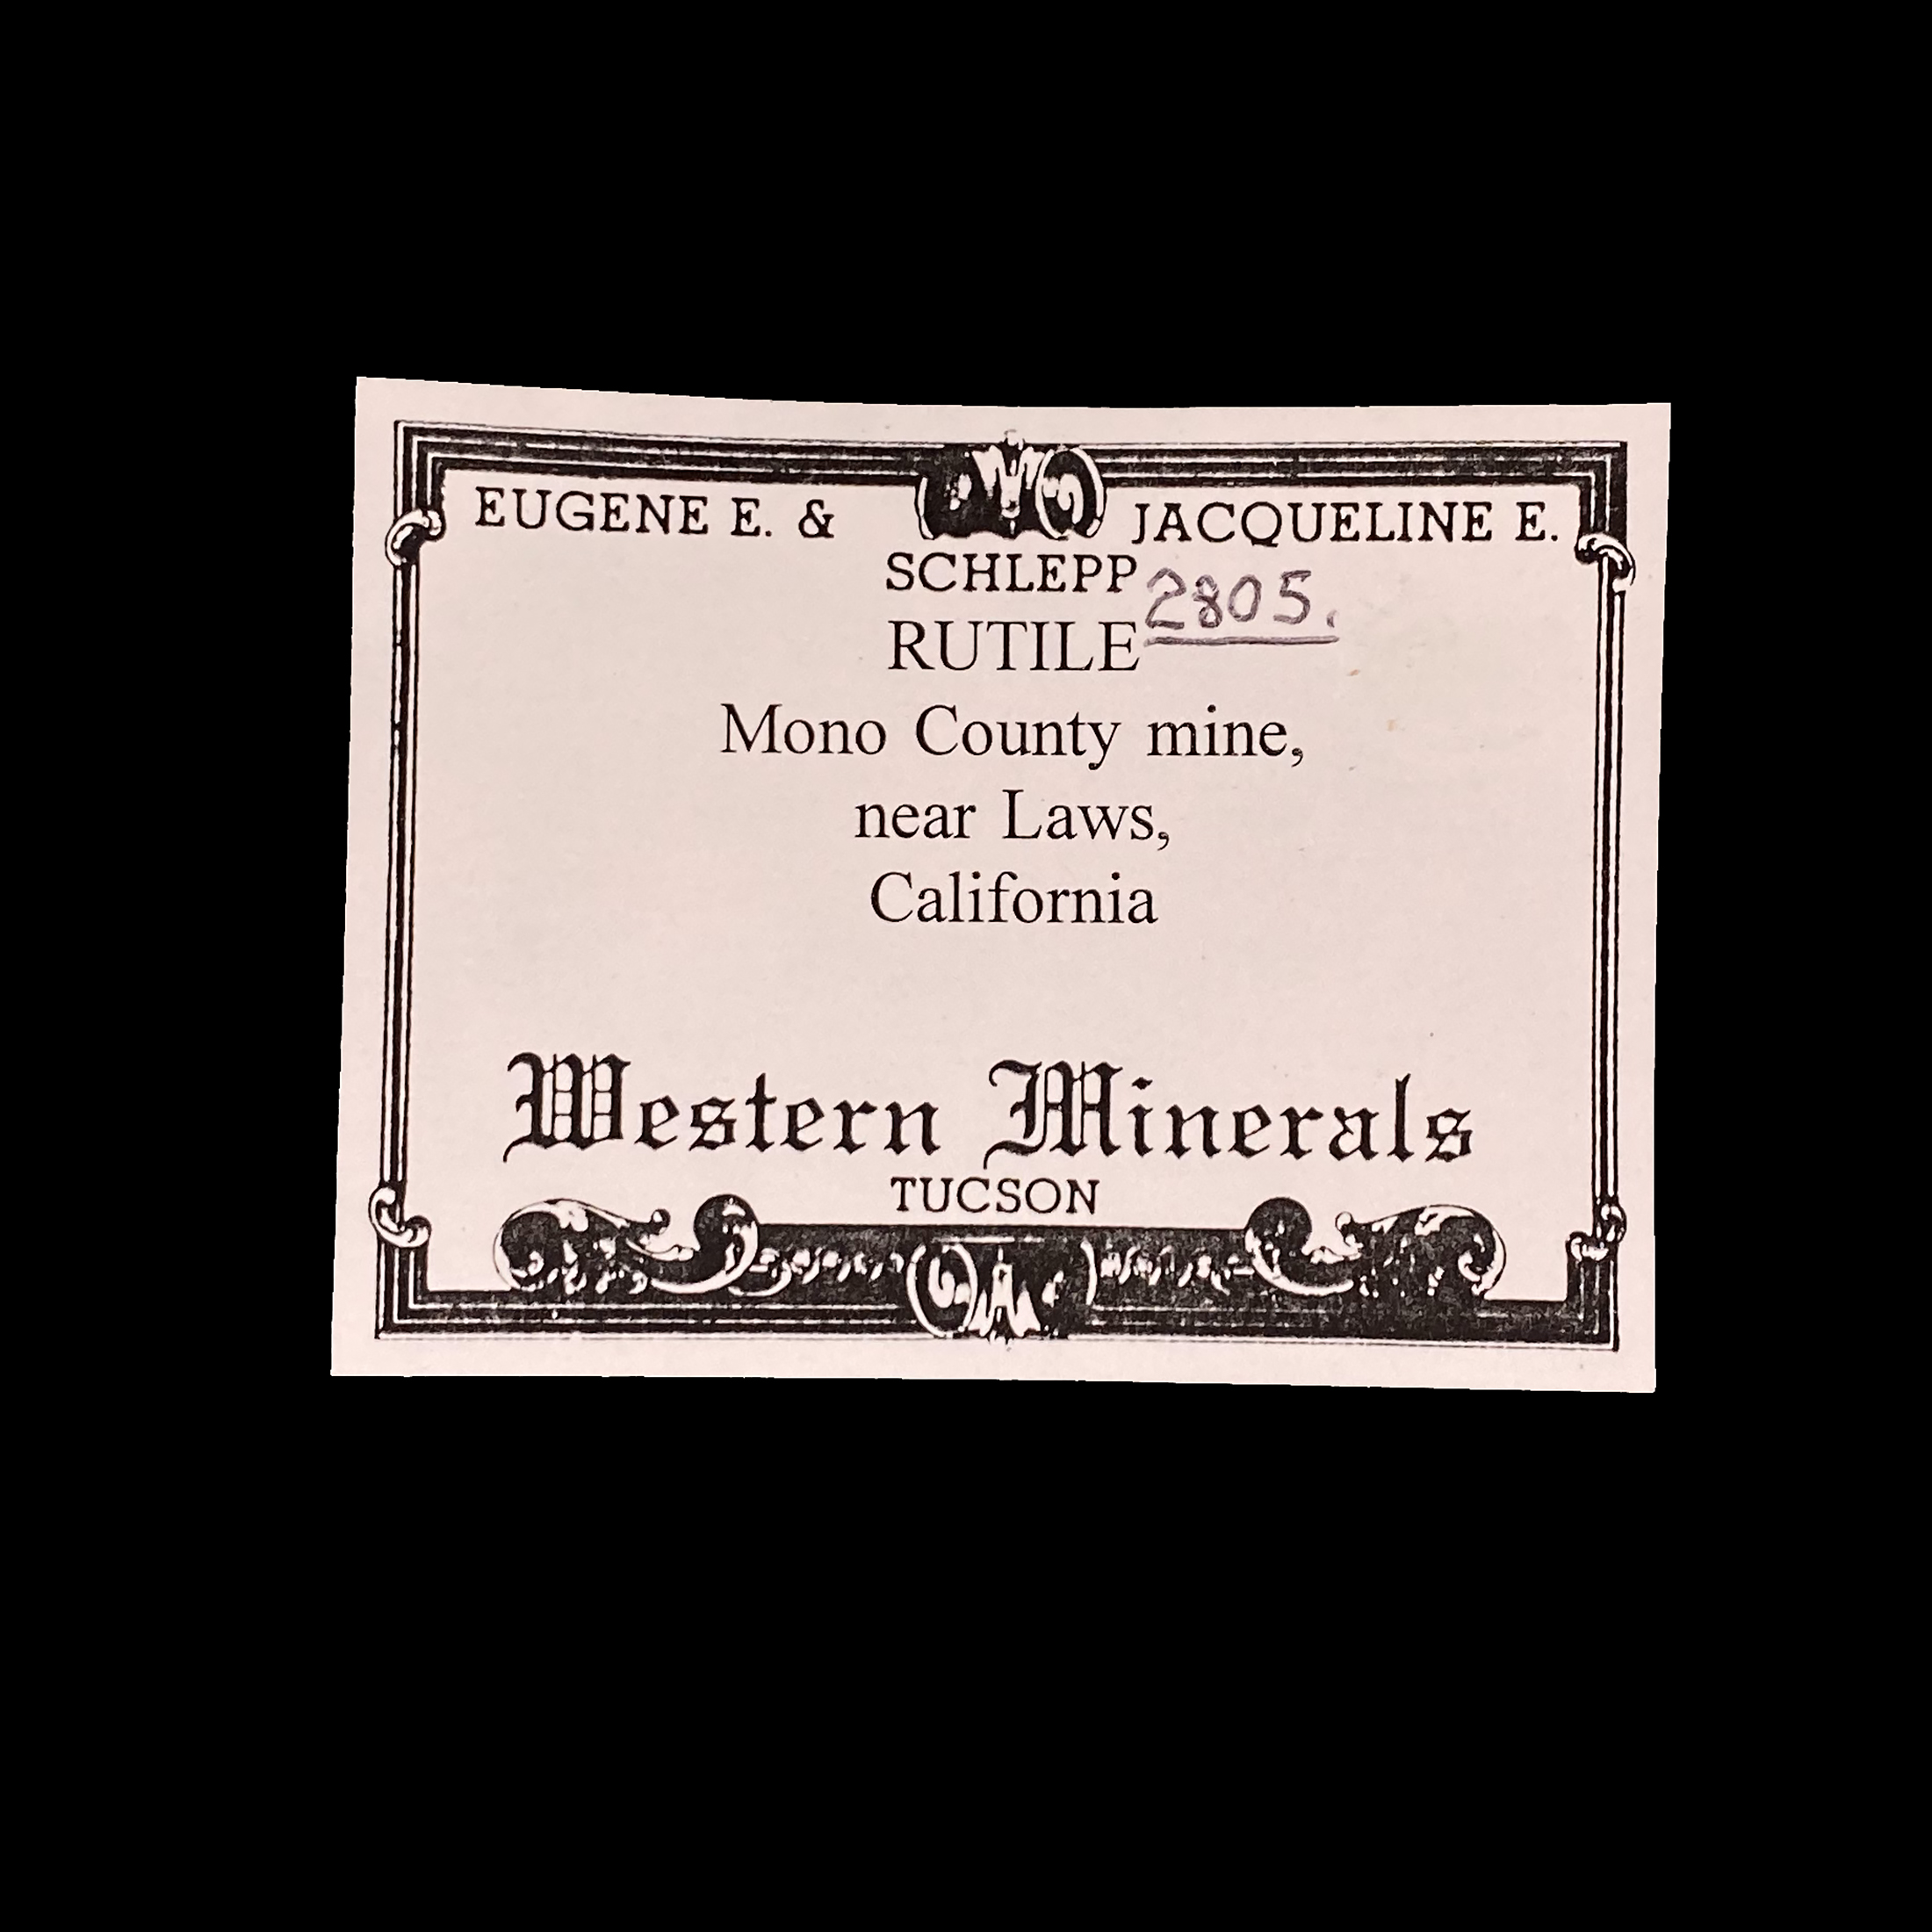 EUGENE E. & JACQUELINE E.
SCHLEPP
2805.
RUTILE
Mono County mine,
near Laws,
California
Western Minerals
TUCSON